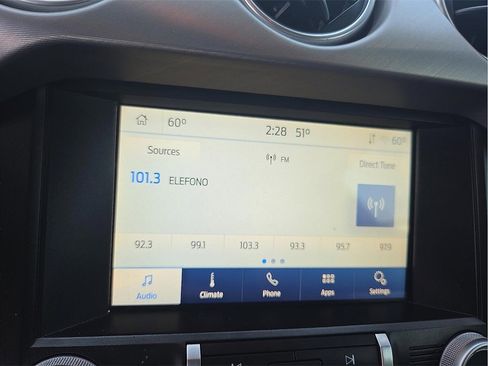 60° 2:28 51° 60°
Sources FM Direct Tune
101.3 ELEFONO
92.3 99.1 103.3 93.3 95.7 97.9
Audio Climate Phone Apps Settings